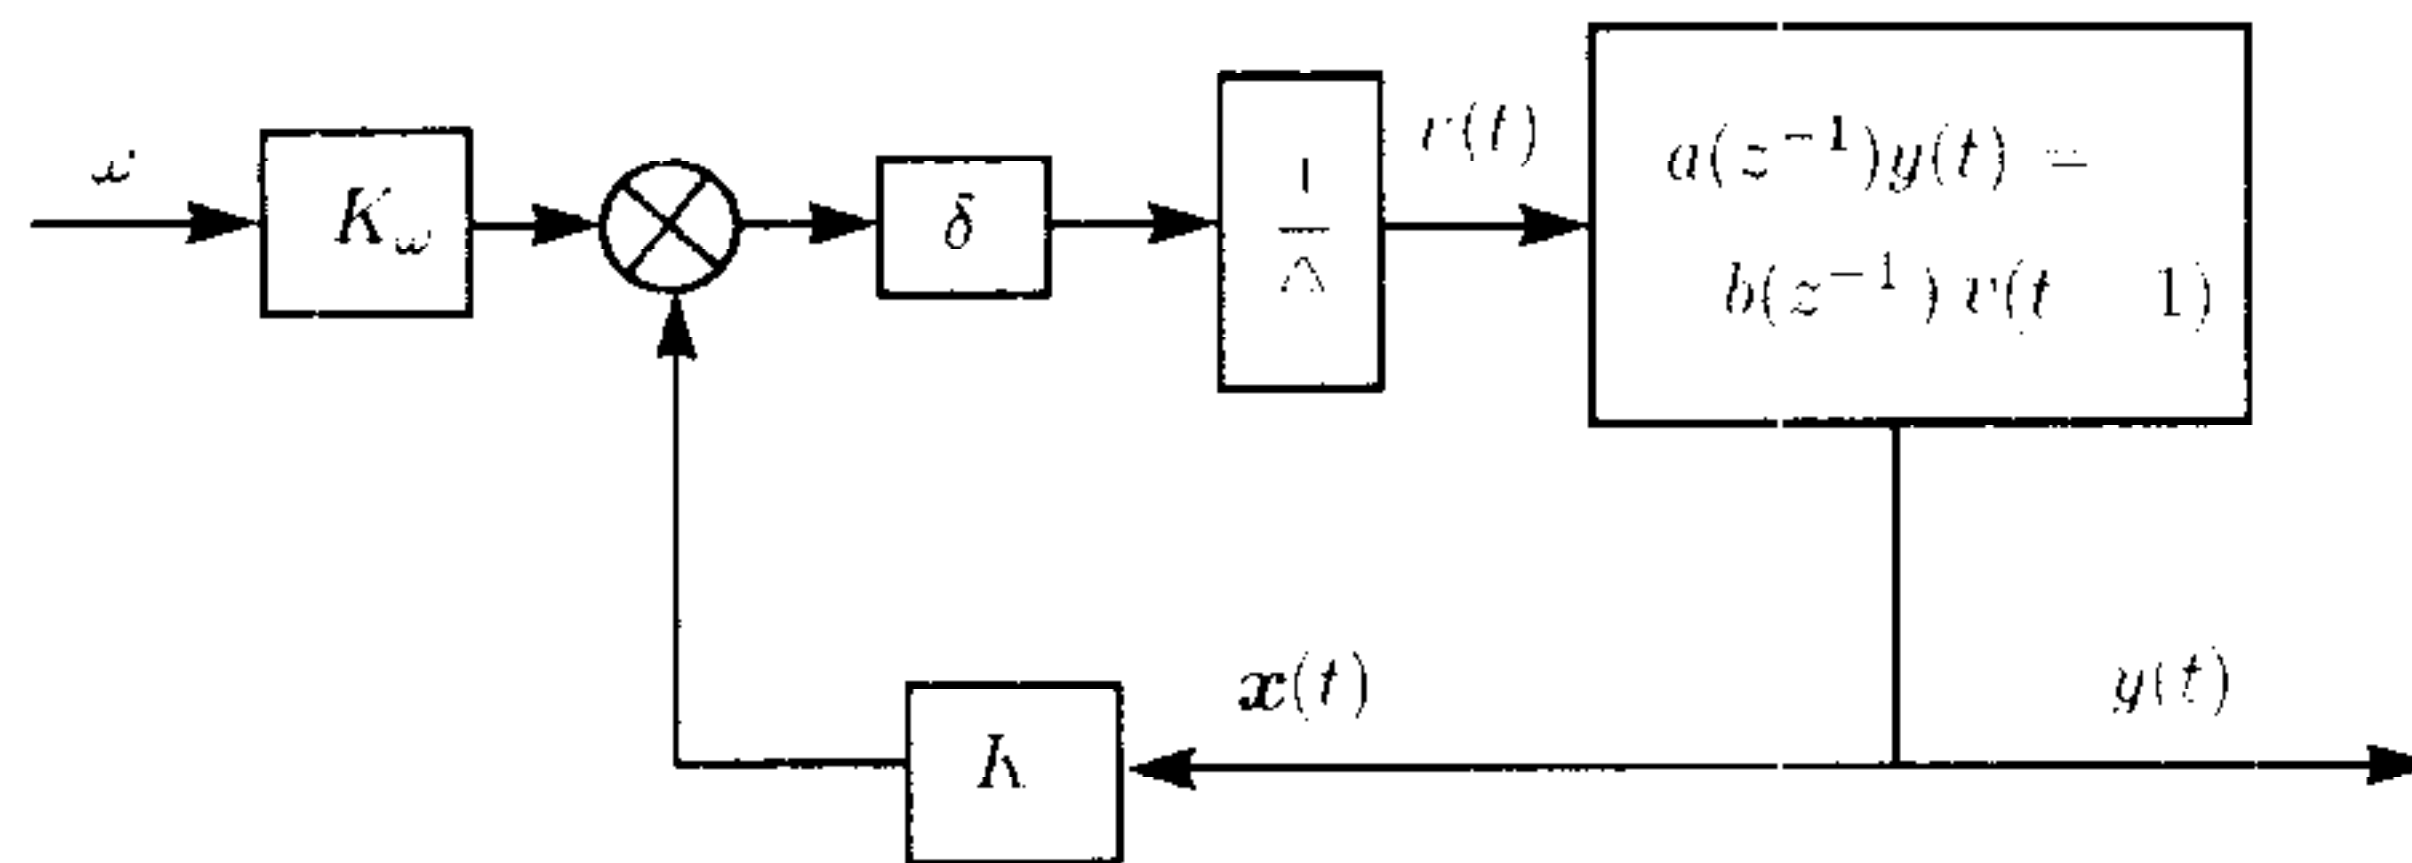 ω
K_ω
δ
1
Δ
v(t)
a(z⁻¹)y(t) =
b(z⁻¹) v(t 1)
x(t)
K
y(t)